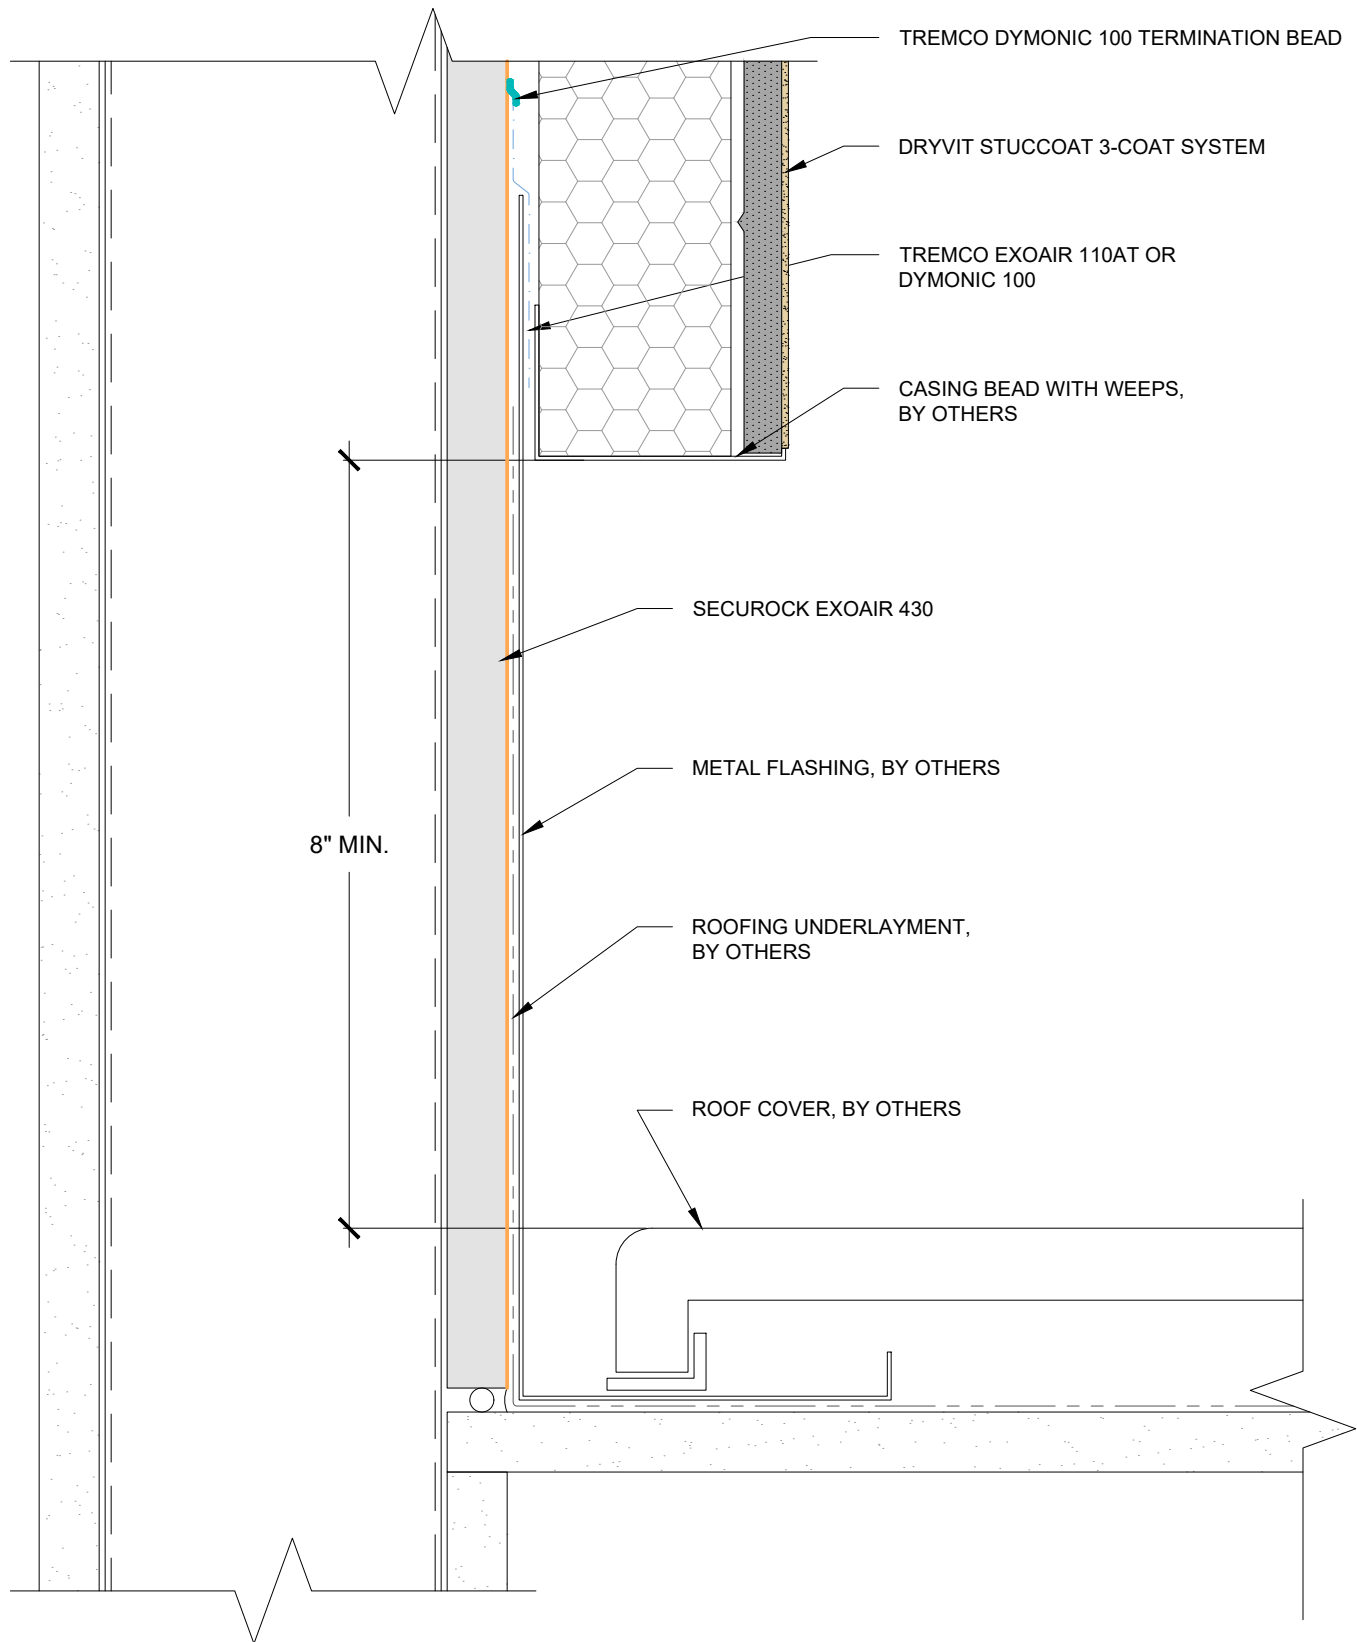 TREMCO DYMONIC 100 TERMINATION BEAD
DRYVIT STUCCOAT 3-COAT SYSTEM
TREMCO EXOAIR 110AT OR
DYMONIC 100
CASING BEAD WITH WEEPS,
BY OTHERS
SECUROCK EXOAIR 430
METAL FLASHING, BY OTHERS
8" MIN.
ROOFING UNDERLAYMENT,
BY OTHERS
ROOF COVER, BY OTHERS